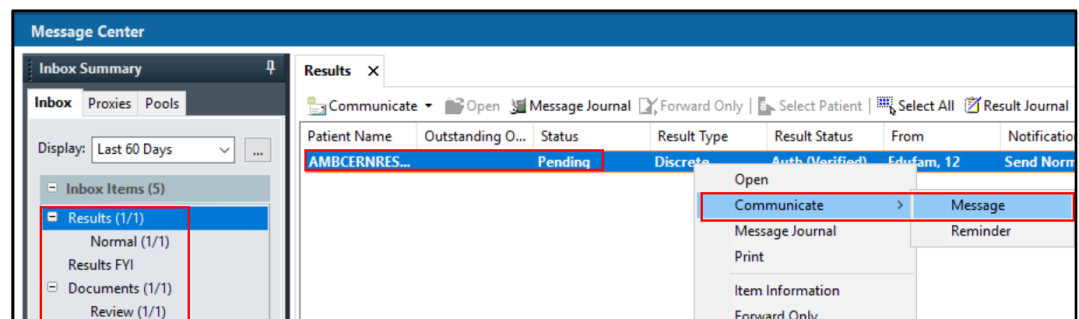 Message Center
Inbox Summary
Inbox Proxies Pools
Display: Last 60 Days ...
Inbox Items (5)
Results (1/1)
Normal (1/1)
Results FYI
Documents (1/1)
Review (1/1)
Results X
Communicate Open Message Journal Forward Only Select Patient Select All Result Journal
Patient Name Outstanding O... Status Result Type Result Status From Notificatio
AMBCERNRES... Pending Discrete Auth (Verified) Edufam, 12 Send Norm
Open
Communicate > Message
Message Journal Reminder
Print
Item Information
Forward Only